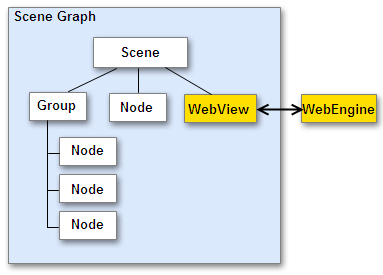 Scene Graph
Scene
Group
Node
WebView
WebEngine
Node
Node
Node